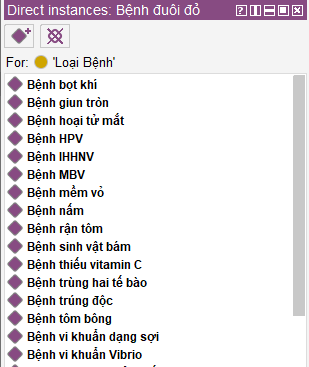 Direct instances: Bệnh đuôi đỏ
For: 'Loại Bệnh'
Bệnh bọt khí
Bệnh giun tròn
Bệnh hoại tử mắt
Bệnh HPV
Bệnh IHHNV
Bệnh MBV
Bệnh mềm vỏ
Bệnh nấm
Bệnh rận tôm
Bệnh sinh vật bám
Bệnh thiếu vitamin C
Bệnh trùng hai tế bào
Bệnh trúng độc
Bệnh tôm bông
Bệnh vi khuẩn dạng sợi
Bệnh vi khuẩn Vibrio